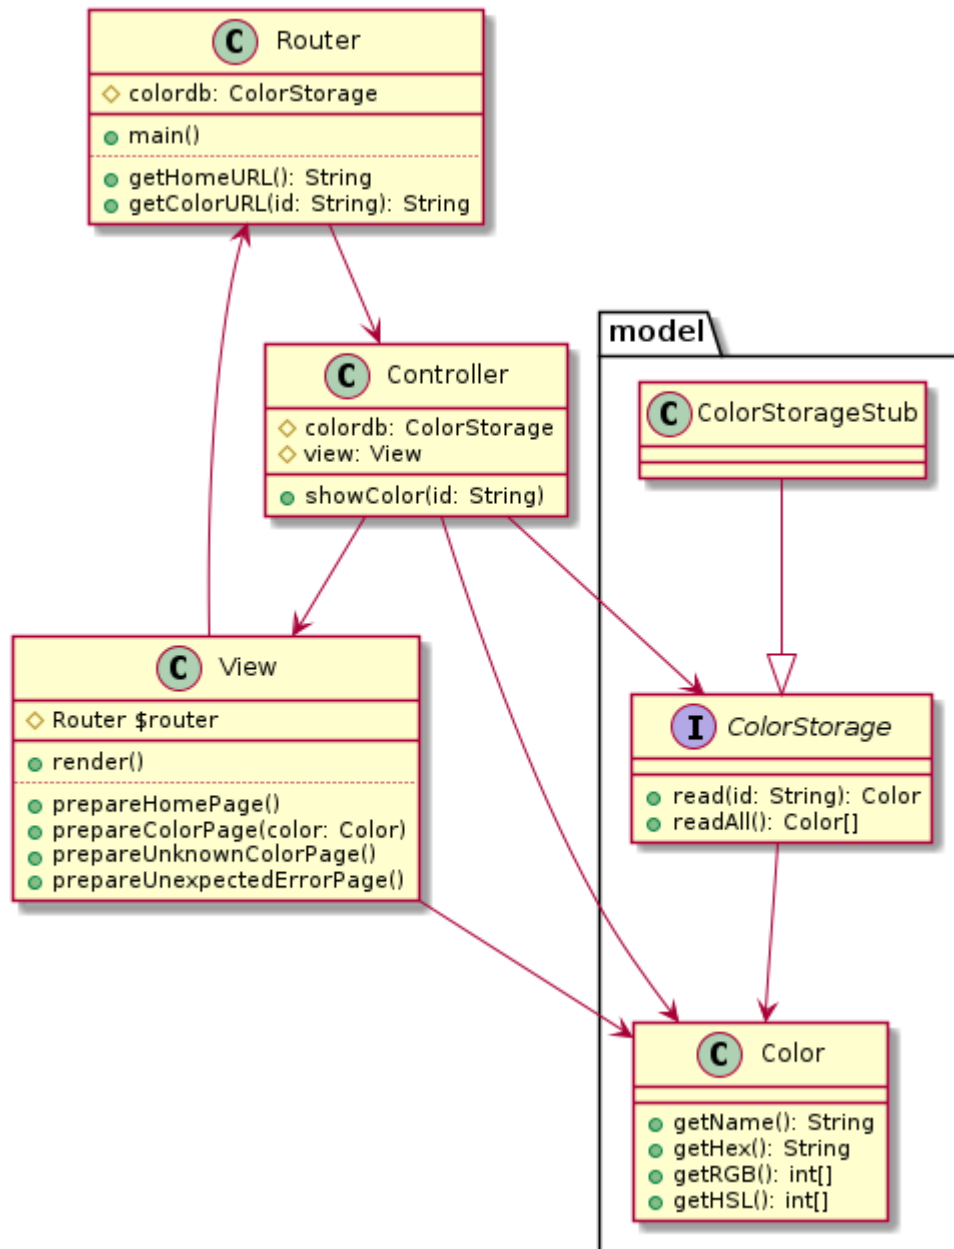 C Router
colordb: ColorStorage
main()
getHomeURL(): String
getColorURL(id: String): String
C Controller
colordb: ColorStorage
view: View
showColor(id: String)
model
C ColorStorageStub
C View
Router $router
render()
prepareHomePage()
prepareColorPage(color: Color)
prepareUnknownColorPage()
prepareUnexpectedErrorPage()
I ColorStorage
read(id: String): Color
readAll(): Color[]
C Color
getName(): String
getHex(): String
getRGB(): int[]
getHSL(): int[]